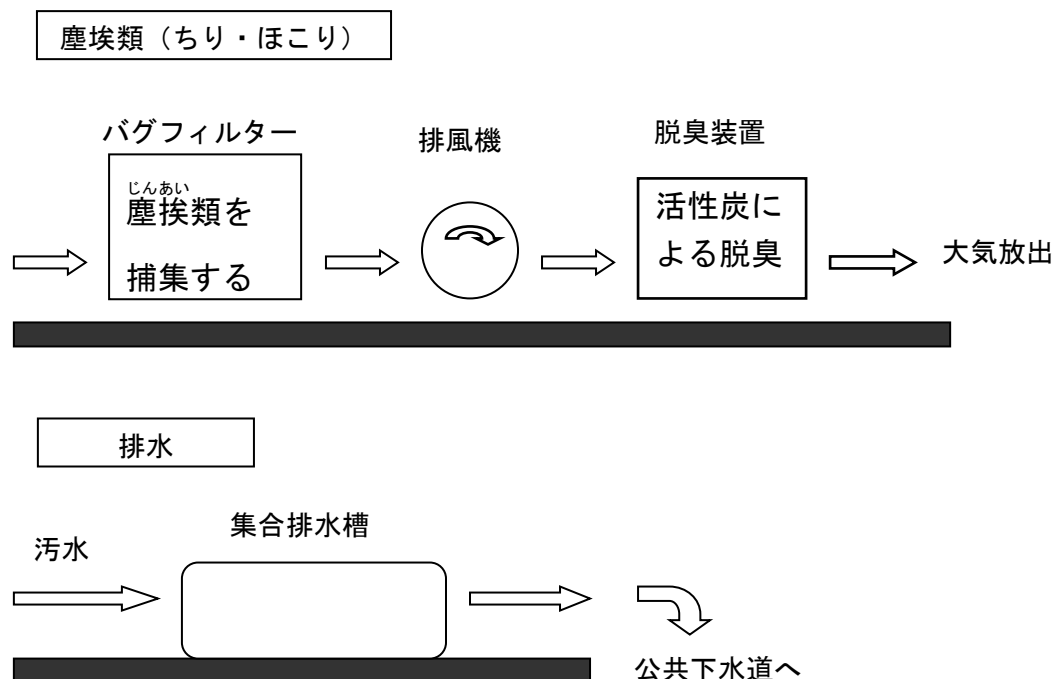 塵埃類（ちり・ほこり）
バグフィルター
排風機
脱臭装置
じんあい
塵挨類を
捕集する
活性炭に
よる脱臭
大気放出
排水
集合排水槽
汚水
公共下水道へ